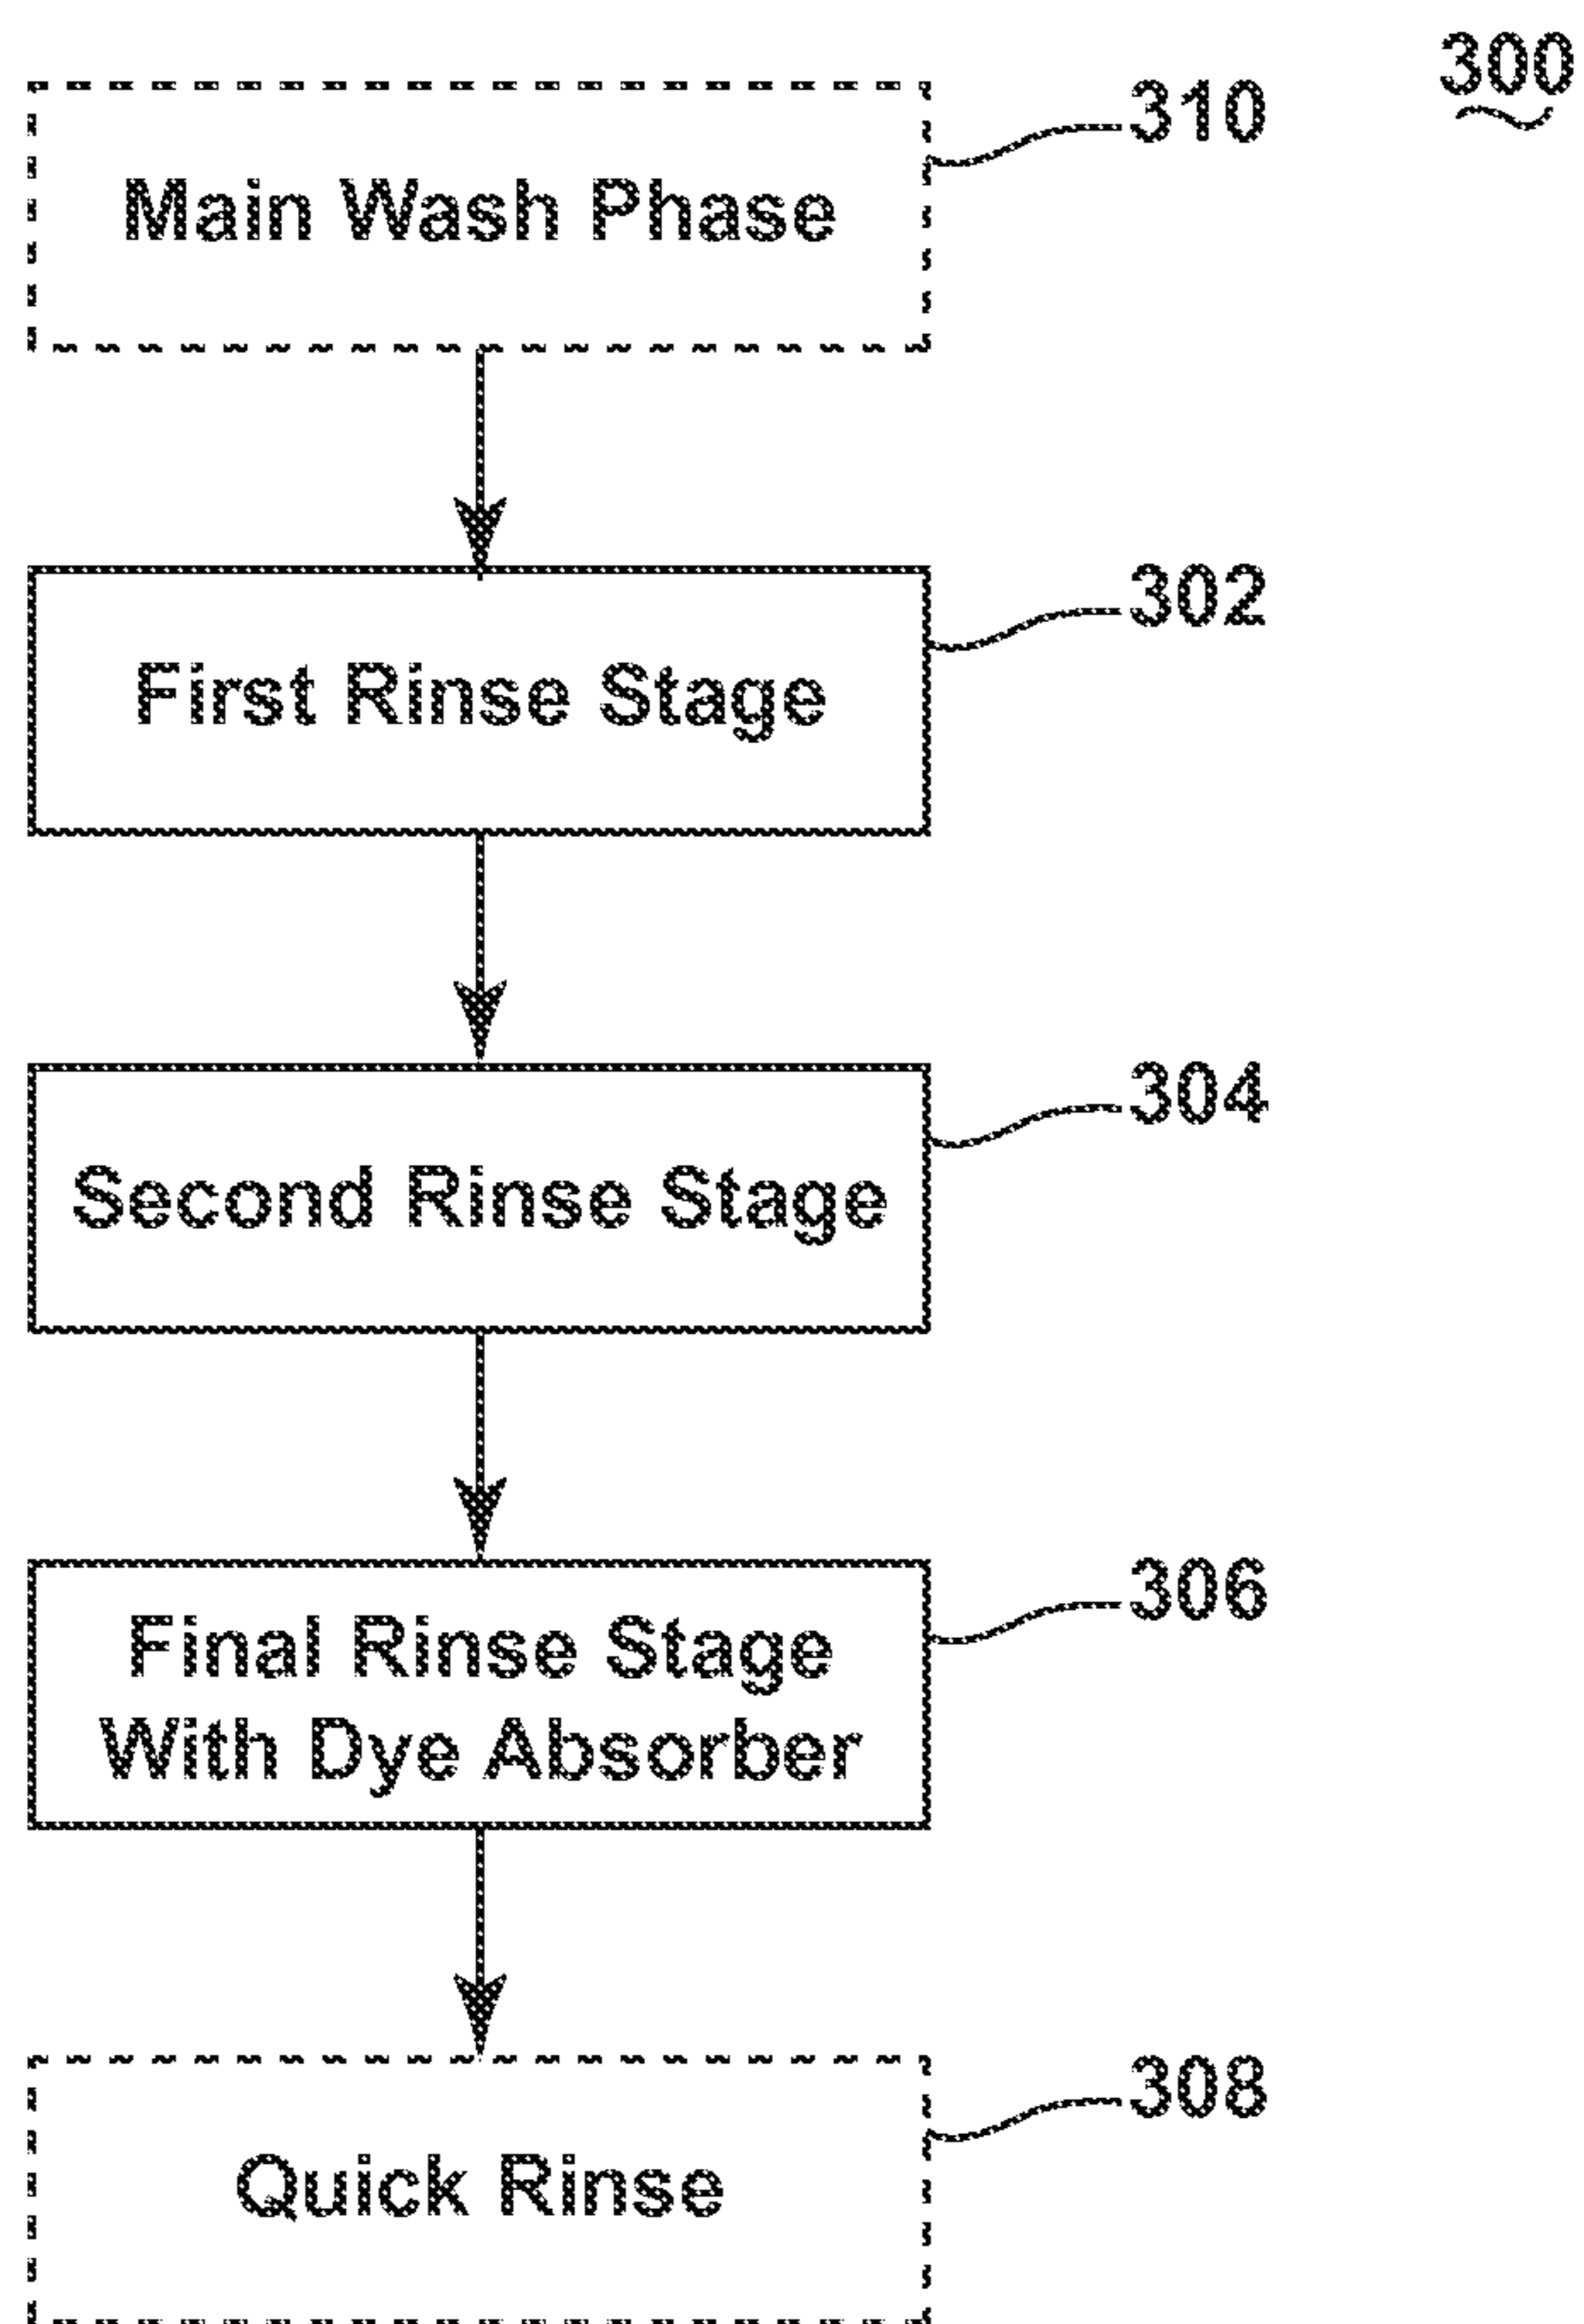 300
310
Main Wash Phase
302
First Rinse Stage
304
Second Rinse Stage
306
Final Rinse Stage
With Dye Absorber
308
Quick Rinse